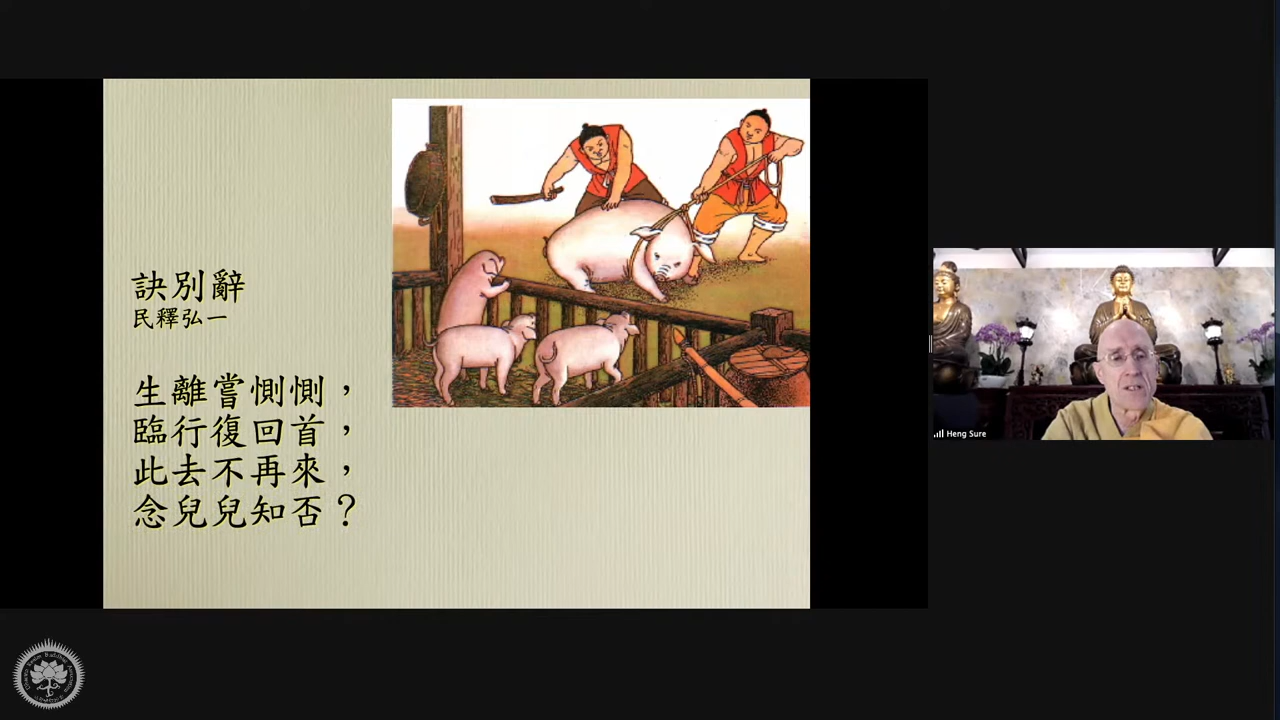 訣別辭
民釋弘一
生離嘗惻惻，
臨行復回首，
此去不再來，
念兒兒知否？
Heng Sure